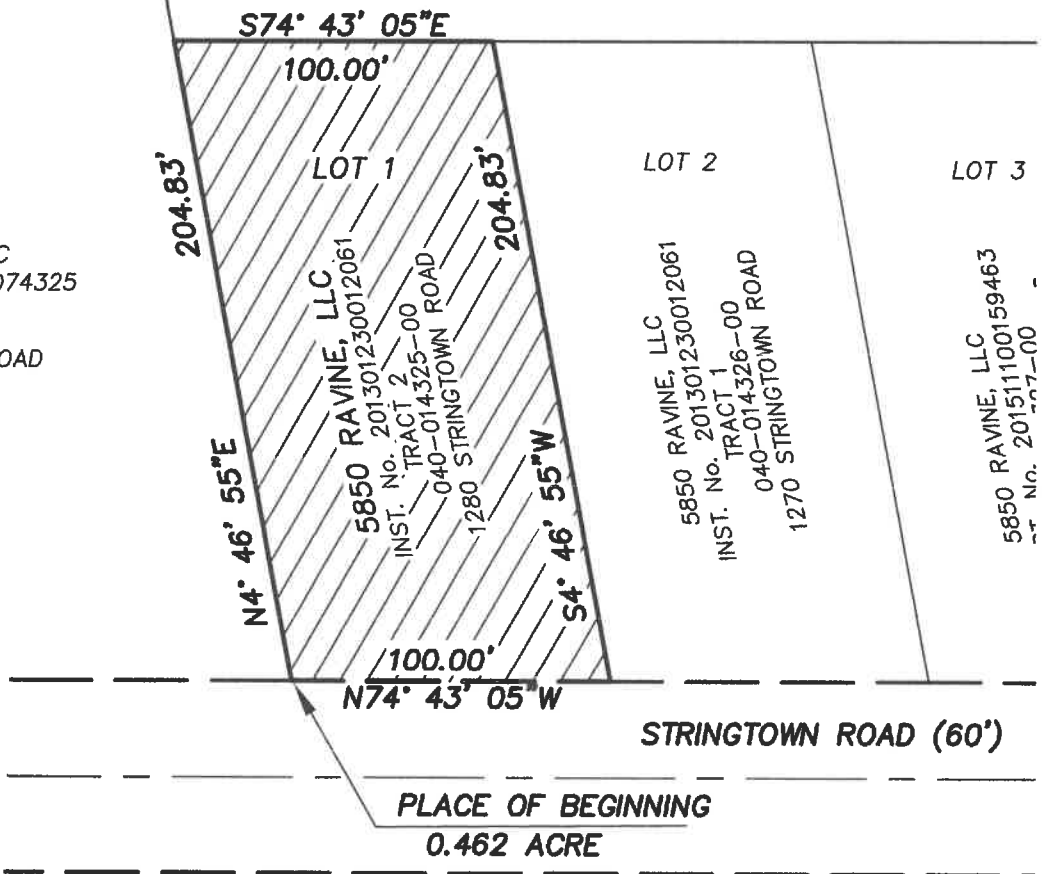 S74° 43' 05"E
100.00'
LOT 1
204.83'
204.83'
N4° 46' 55"E
S4° 46' 55"W
5850 RAVINE, LLC
INST. No. 201301230012061
TRACT 2
040-014325-00
1280 STRINGTOWN ROAD
100.00'
N74° 43' 05"W
LOT 2
5850 RAVINE, LLC
INST. No. 201301230012061
TRACT 1
040-014326-00
1270 STRINGTOWN ROAD
LOT 3
5850 RAVINE, LLC
No. 201511100159463
C
074325
OAD
STRINGTOWN ROAD (60')
PLACE OF BEGINNING
0.462 ACRE